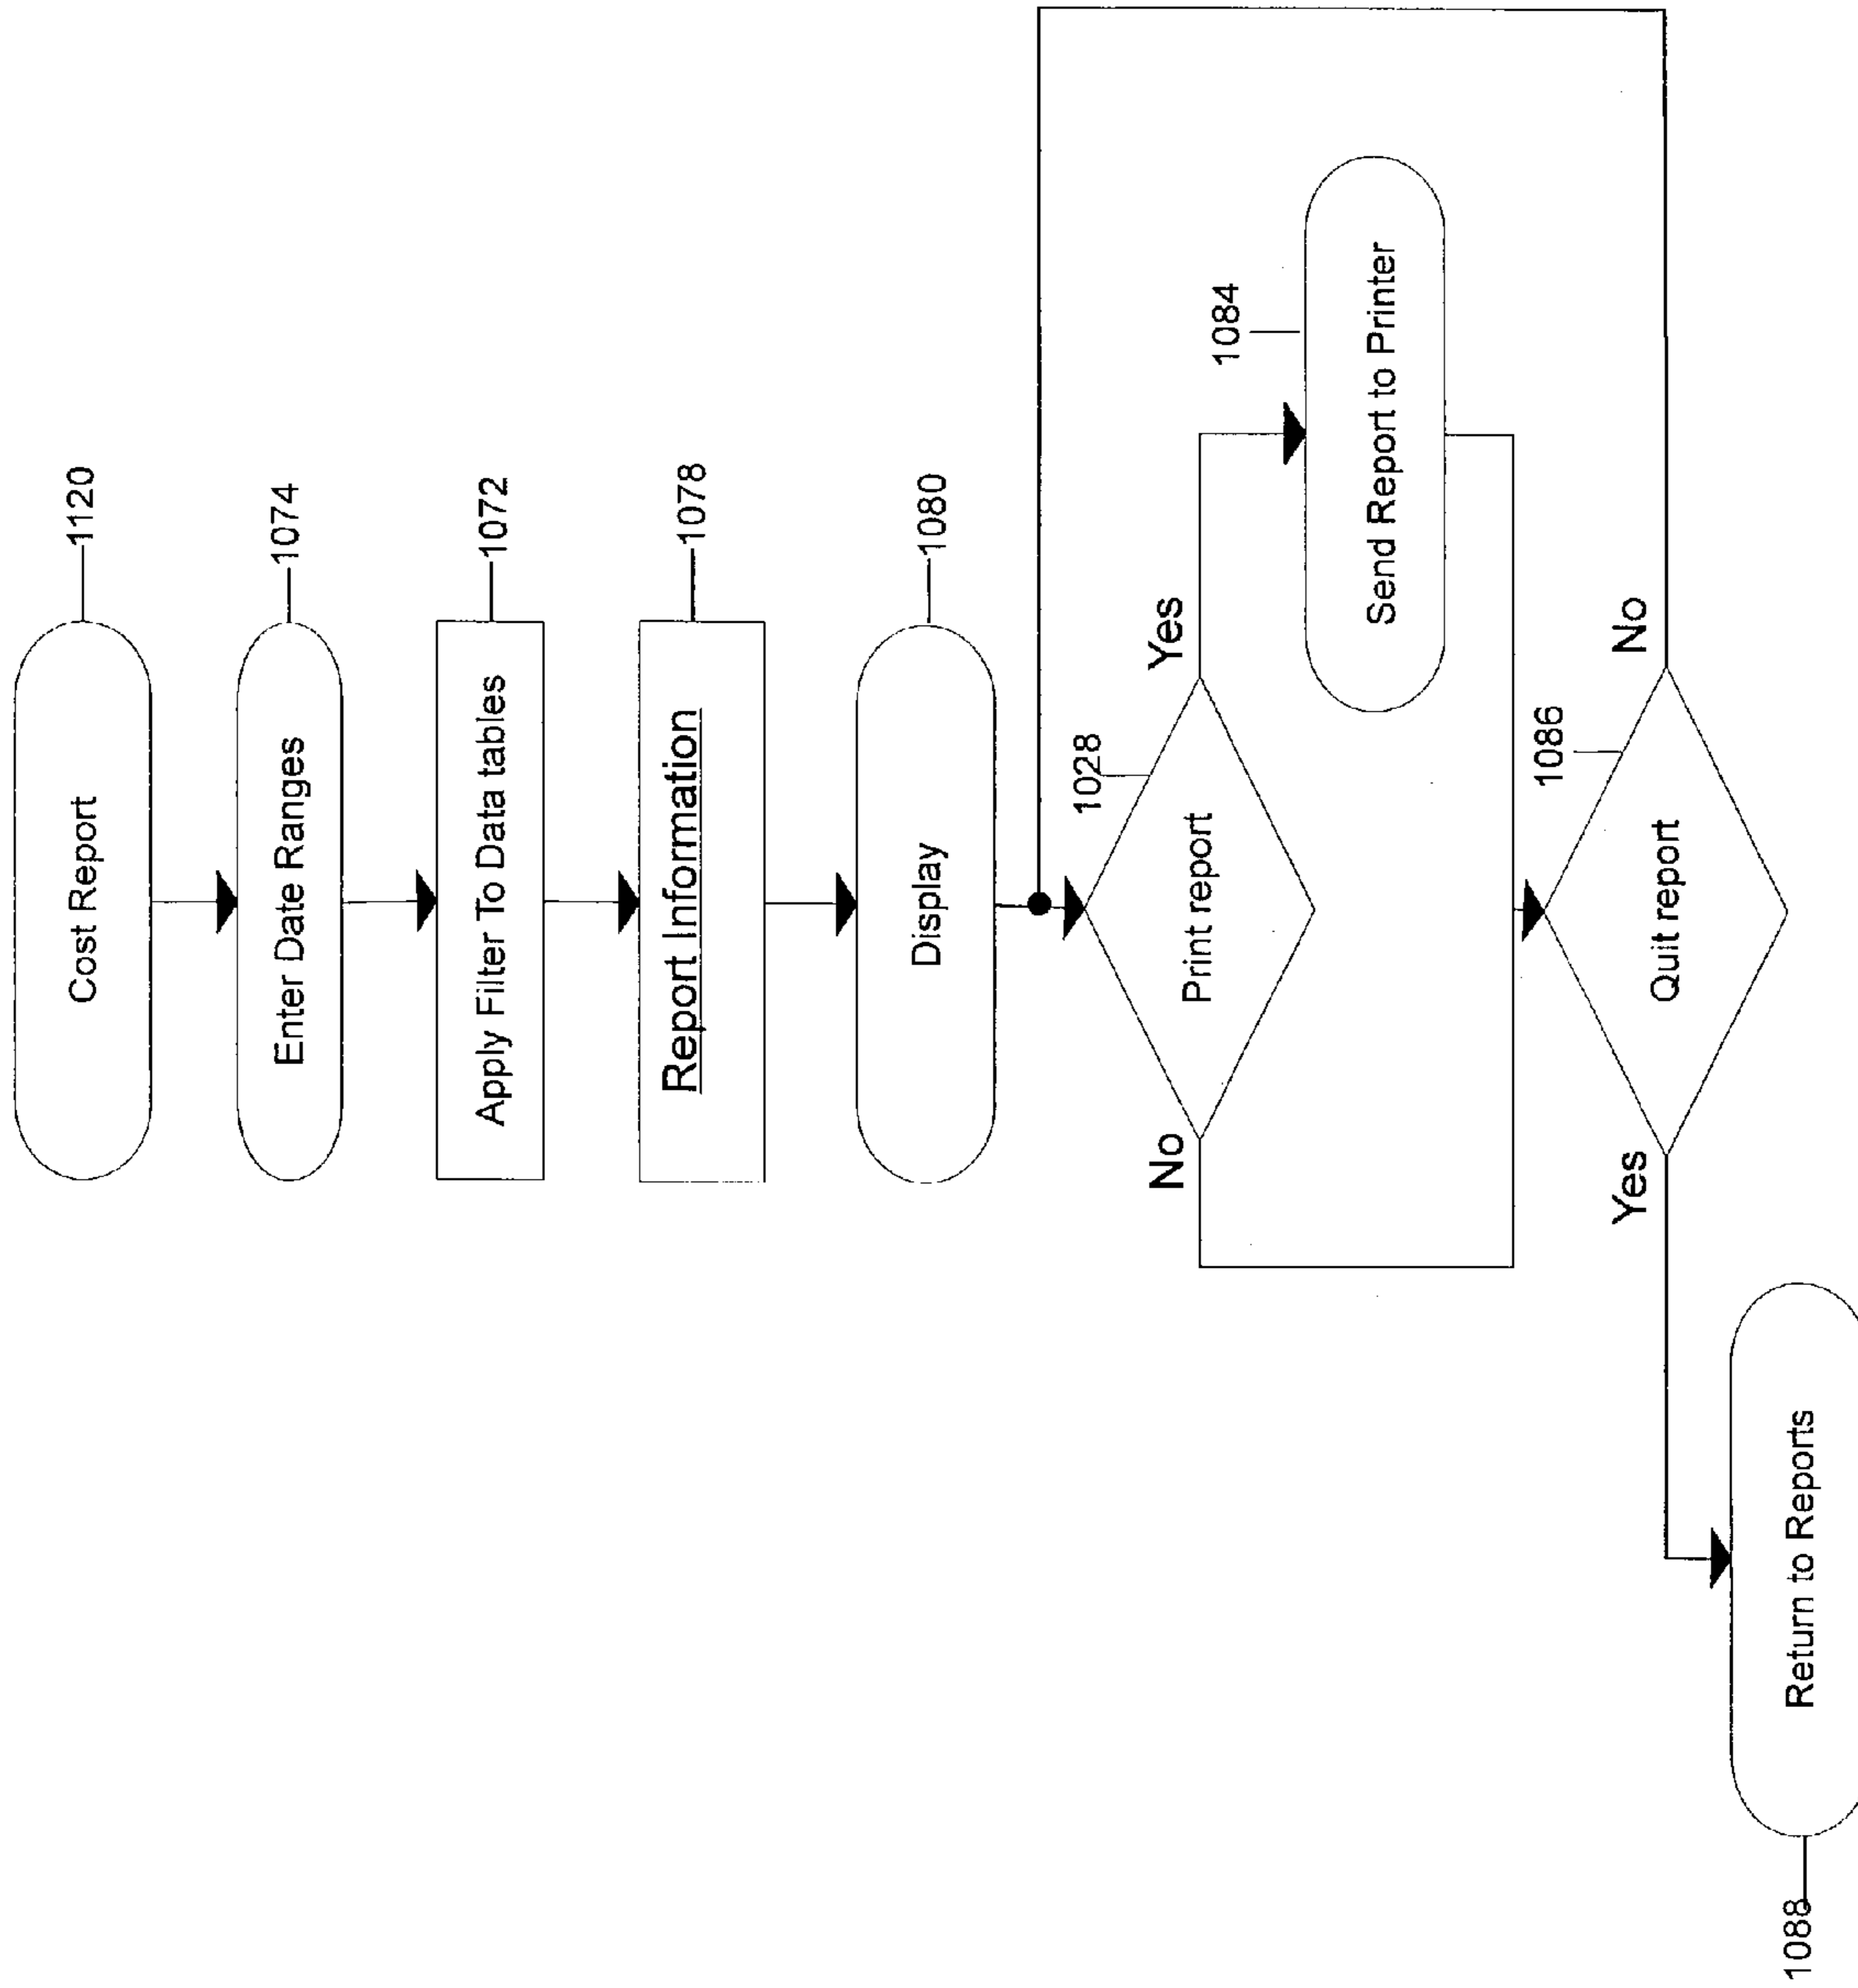 Cost Report
1120
Enter Date Ranges
1074
Apply Filter To Data tables
1072
Report Information
1078
Display
1080
Print report
1028
No
Yes
Send Report to Printer
1084
Quit report
1086
Yes
No
Return to Reports
1088